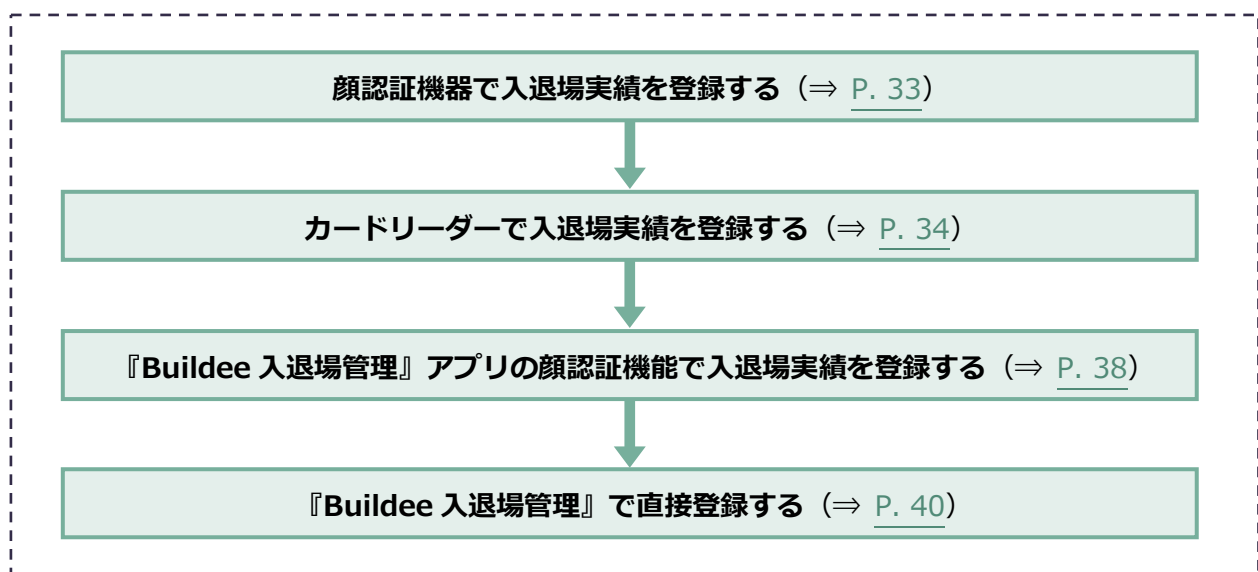 顔認証機器で入退場実績を登録する（⇒ P. 33）
カードリーダーで入退場実績を登録する（⇒ P. 34）
『Buildee 入退場管理』アプリの顔認証機能で入退場実績を登録する（⇒ P. 38）
『Buildee 入退場管理』で直接登録する（⇒ P. 40）